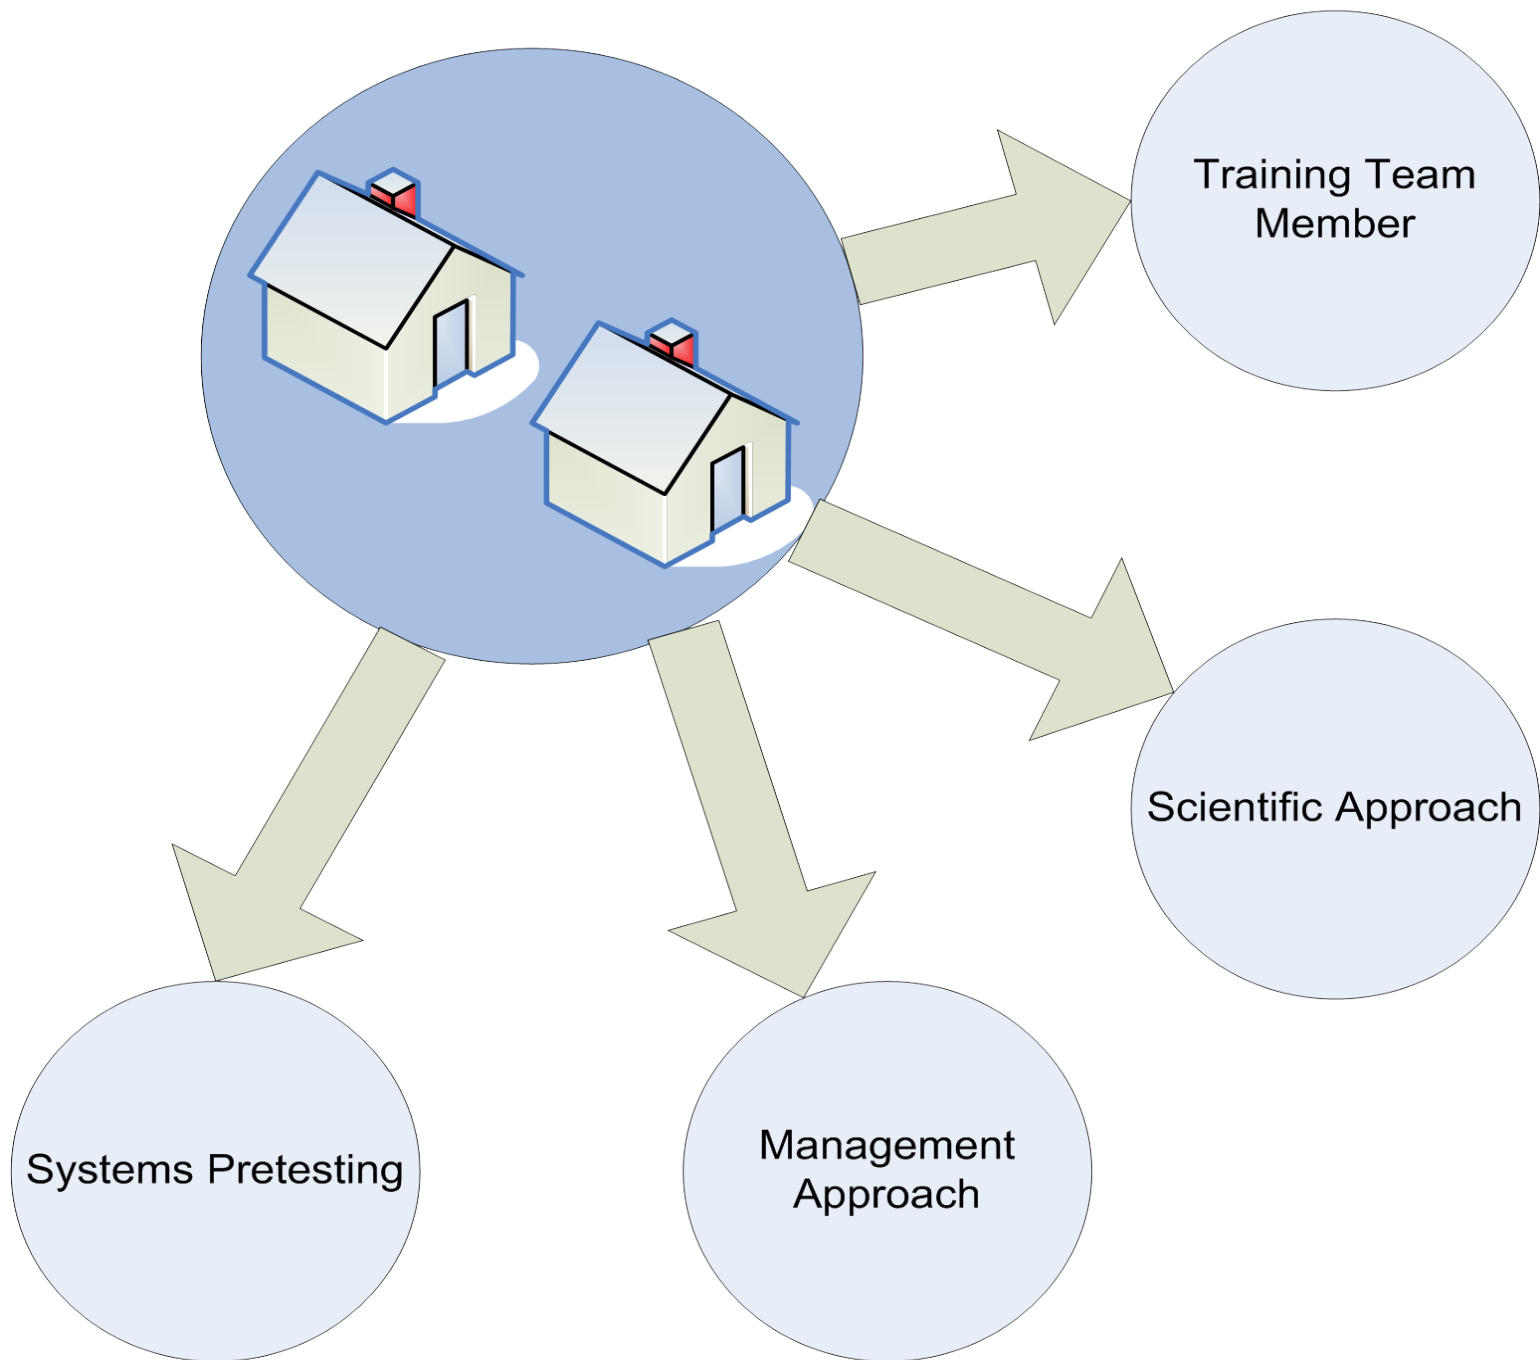 Training Team
Member
Scientific Approach
Management
Approach
Systems Pretesting